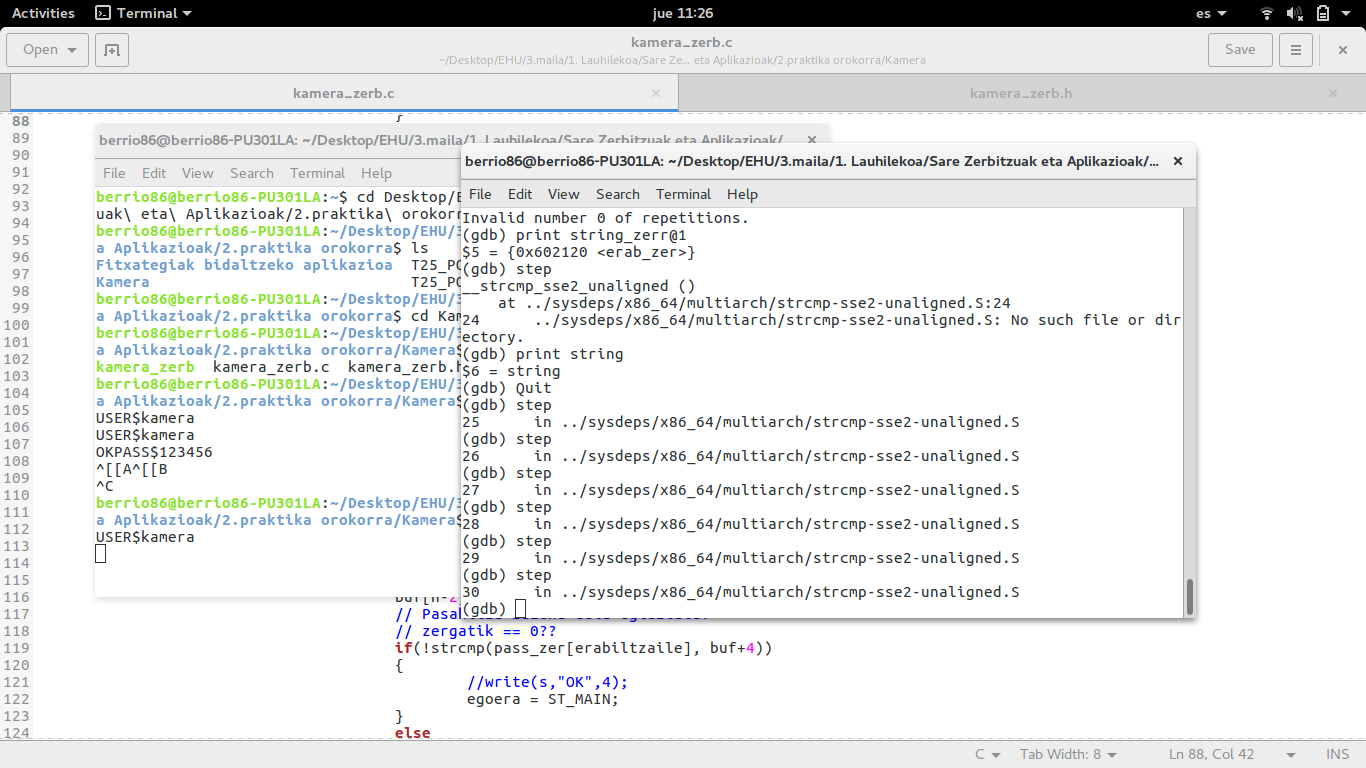 Activities Terminal jue 11:26 es
Open kamera_zerb.c Save
~/Desktop/EHU/3.maila/1. Lauhilekoa/Sare Ze... eta Aplikazioak/2.praktika orokorra/Kamera
kamera_zerb.c × kamera_zerb.h ×
88 }
89
90
91
92
93
94
95
96
97
98
99
100
101
102
103
104
105
106
107
108
109
110
111
112
113
114
115
116
117 //
118 // zergatik == 0??
119 if(!strcmp(pass_zer[erabiltzaile], buf+4))
120 {
121 //write(s,"OK",4);
122 egoera = ST_MAIN;
123 }
124 else
berrio86@berrio86-PU301LA: ~/Desktop/EHU/3.maila/1. Lauhilekoa/Sare Zerbitzuak eta Aplikazioak/... ×
File Edit View Search Terminal Help
berrio86@berrio86-PU301LA:~$ cd
uak\ eta\ Aplikazioak/2.praktika\
berrio86@berrio86-PU301LA:~/Desktop/EHU/3
a Aplikazioak/2.praktika orokorra$ ls
Fitxategiak bidaltzeko aplikazioa
Kamera
berrio86@berrio86-PU301LA:~/Desktop/EHU/3
a Aplikazioak/2.praktika orokorra$ cd
berrio86@berrio86-PU301LA:~/Desktop/EHU/3
a Aplikazioak/2.praktika orokorra/Kamera$
kamera_zerb kamera_zerb.c kamera_zerb.h
berrio86@berrio86-PU301LA:~/Desktop/EHU/3
a Aplikazioak/2.praktika orokorra/Kamera$
USER$kamera
USER$kamera
OKPASS$123456
^[[A^[[B
^C
berrio86@berrio86-PU301LA:~/Desktop/EHU/3
a Aplikazioak/2.praktika orokorra/Kamera$
USER$kamera
berrio86@berrio86-PU301LA: ~/Desktop/EHU/3.maila/1. Lauhilekoa/Sare Zerbitzuak eta Aplikazioak/... ×
File Edit View Search Terminal Help
Invalid number 0 of repetitions.
(gdb) print string_zerr@1
$5 = {0x602120 <erab_zer>}
(gdb) step
__strcmp_sse2_unaligned ()
at ../sysdeps/x86_64/multiarch/strcmp-sse2-unaligned.S:24
24 ../sysdeps/x86_64/multiarch/strcmp-sse2-unaligned.S: No such file or dir
ectory.
(gdb) print string
$6 = string
(gdb) Quit
(gdb) step
25 in ../sysdeps/x86_64/multiarch/strcmp-sse2-unaligned.S
(gdb) step
26 in ../sysdeps/x86_64/multiarch/strcmp-sse2-unaligned.S
(gdb) step
27 in ../sysdeps/x86_64/multiarch/strcmp-sse2-unaligned.S
(gdb) step
28 in ../sysdeps/x86_64/multiarch/strcmp-sse2-unaligned.S
(gdb) step
29 in ../sysdeps/x86_64/multiarch/strcmp-sse2-unaligned.S
(gdb) step
30 in ../sysdeps/x86_64/multiarch/strcmp-sse2-unaligned.S
(gdb)
C Tab Width: 8 Ln 88, Col 42 INS